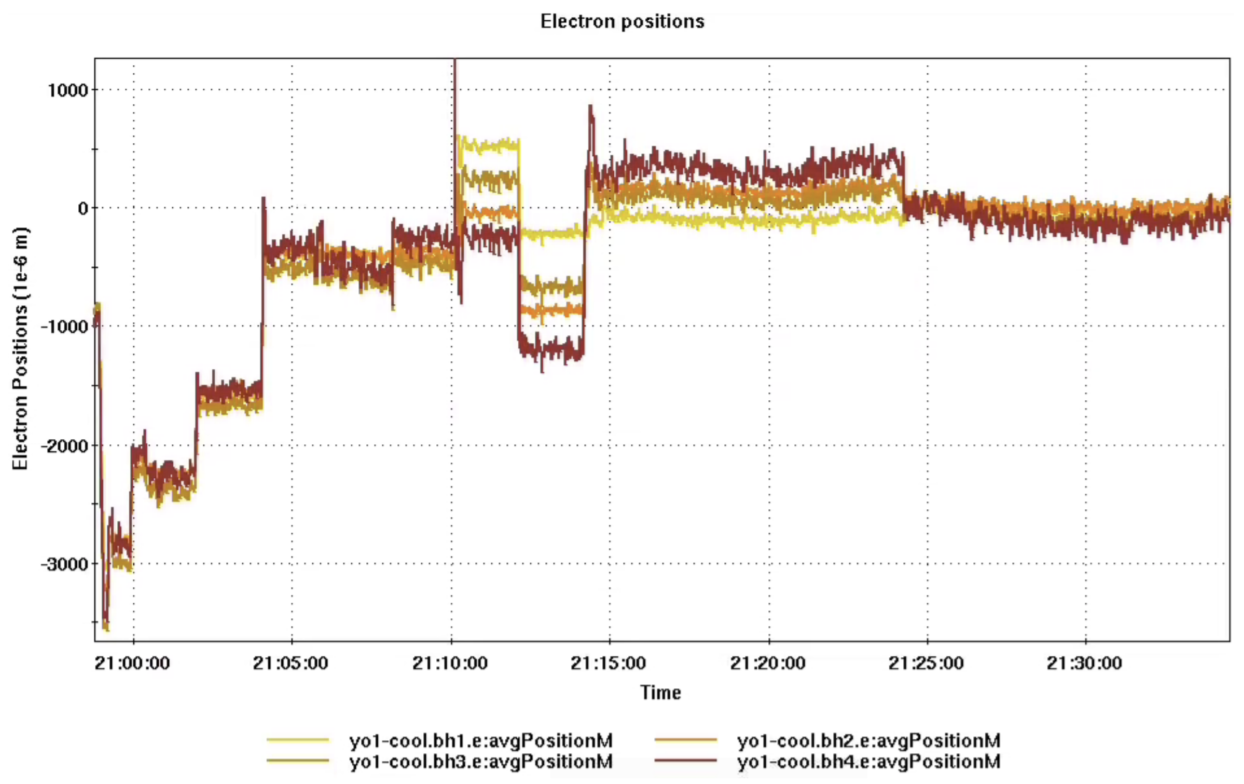 Electron positions
Electron Positions (1e-6 m)
1000
0
-1000
-2000
-3000
21:00:00 21:05:00 21:10:00 21:15:00 21:20:00 21:25:00 21:30:00
Time
yo1-cool.bh1.e:avgPositionM yo1-cool.bh2.e:avgPositionM
yo1-cool.bh3.e:avgPositionM yo1-cool.bh4.e:avgPositionM